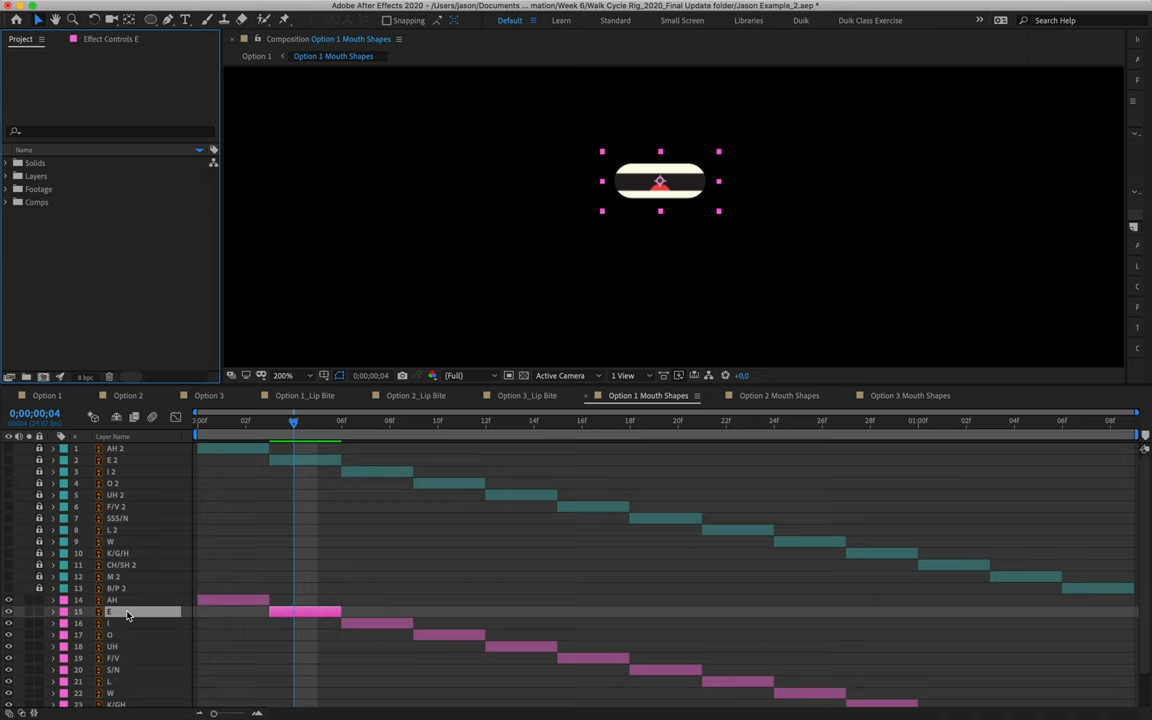 Adobe After Effects 2020 - /Users/jason/Documents ... mation/Week 6/Walk Cycle Rig_2020_Final Update folder/Jason Example_2.aep *
Snapping
Default
Learn
Standard
Small Screen
Libraries
Duik
Duik Class Exercise
Search Help
Project
Effect Controls E
Composition Option 1 Mouth Shapes
Option 1
Option 1 Mouth Shapes
Name
Solids
Layers
Footage
Comps
8 bpc
200%
0;00;00;04
(Full)
Active Camera
1 View
+0,0
Option 1
Option 2
Option 3
Option 1_Lip Bite
Option 2_Lip Bite
Option 3_Lip Bite
Option 1 Mouth Shapes
Option 2 Mouth Shapes
Option 3 Mouth Shapes
0;00;00;04
00004 (29.97 fps)
:00f 02f 04f 06f 08f 10f 12f 14f 16f 18f 20f 22f 24f 26f 28f 01:00f 02f 04f 06f 08f
# Layer Name
1 AH 2
2 E 2
3 I 2
4 O 2
5 UH 2
6 F/V 2
7 SSS/N
8 L 2
9 W
10 K/G/H
11 CH/SH 2
12 M 2
13 B/P 2
14 AH
15 E
16 I
17 O
18 UH
19 F/V
20 S/N
21 L
22 W
23 K/GH